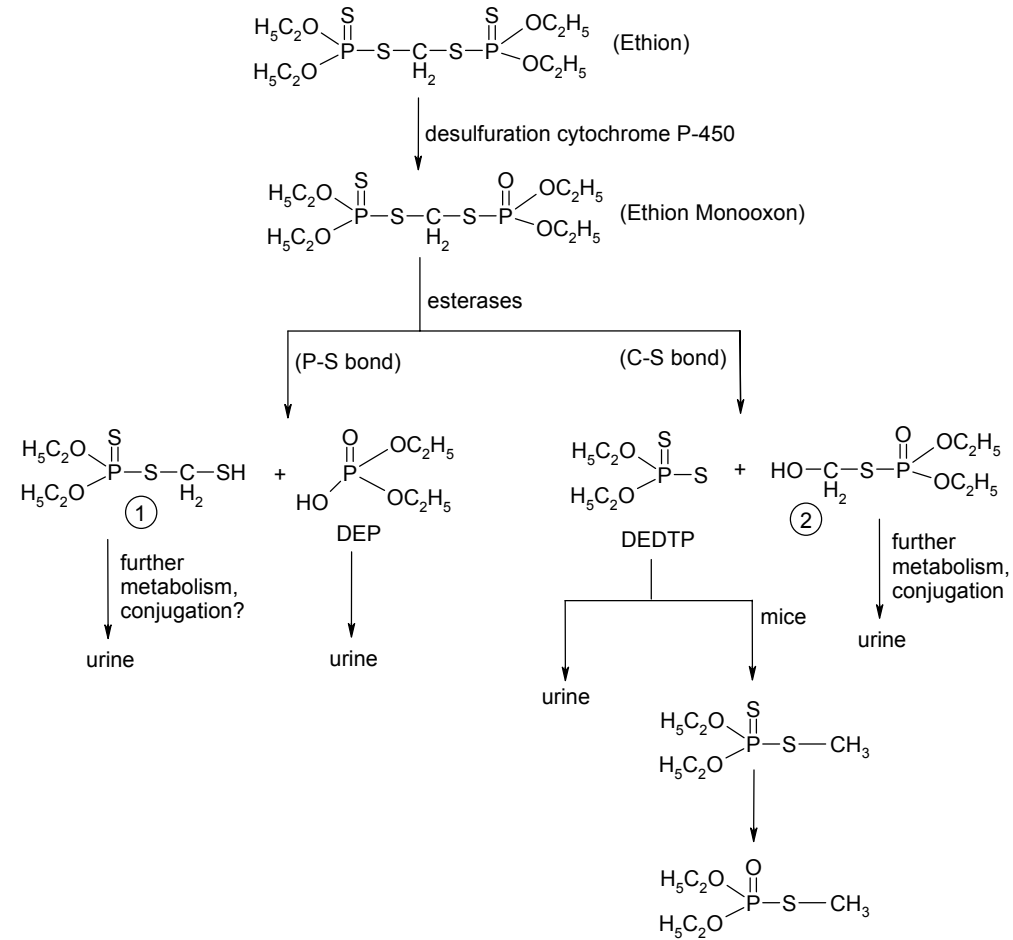 S S
H5C2O OC2H5
P S C S P (Ethion)
H5C2O H2 OC2H5
desulfuration cytochrome P-450
S O
H5C2O OC2H5
P S C S P (Ethion Monooxon)
H5C2O H2 OC2H5
esterases
(P-S bond) (C-S bond)
S O S O
H5C2O OC2H5 H5C2O OC2H5
P S C SH + P P S + HO C S P
H5C2O H2 HO OC2H5 H5C2O H2 OC2H5
1 DEP DEDTP 2
further
metabolism,
conjugation?
further
metabolism,
conjugation
mice
urine urine urine urine
S
H5C2O
P S CH3
H5C2O
O
H5C2O
P S CH3
H5C2O